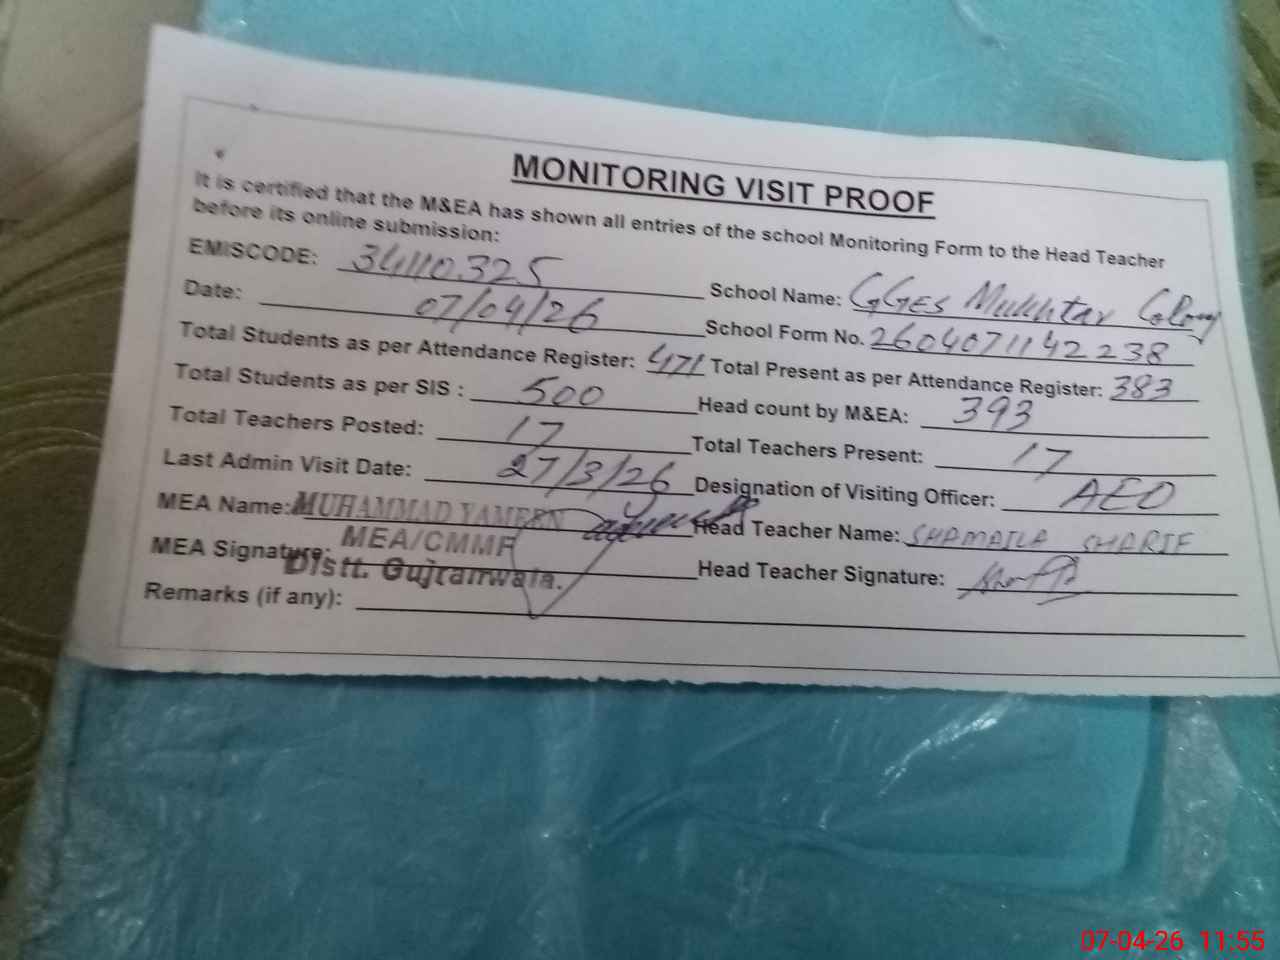 MONITORING VISIT PROOF
It is certified that the M&EA has shown all entries of the school Monitoring Form to the Head Teacher
before its online submission:
EMISCODE: 34110325 School Name: GGES Mukhtar Colony
Date: 07/04/26 School Form No. 2604071142238
Total Students as per Attendance Register: 471 Total Present as per Attendance Register: 383
Total Students as per SIS : 500 Head count by M&EA: 393
Total Teachers Posted: 17 Total Teachers Present: 17
Last Admin Visit Date: 27/3/26 Designation of Visiting Officer: AEO
MEA Name: MUHAMMAD YAMEEN Head Teacher Name: SHAMAILA SHARIF
MEA/CMMF
MEA Signature: Distt. Gujranwala. Head Teacher Signature:
Remarks (if any):
07-04-26 11:55